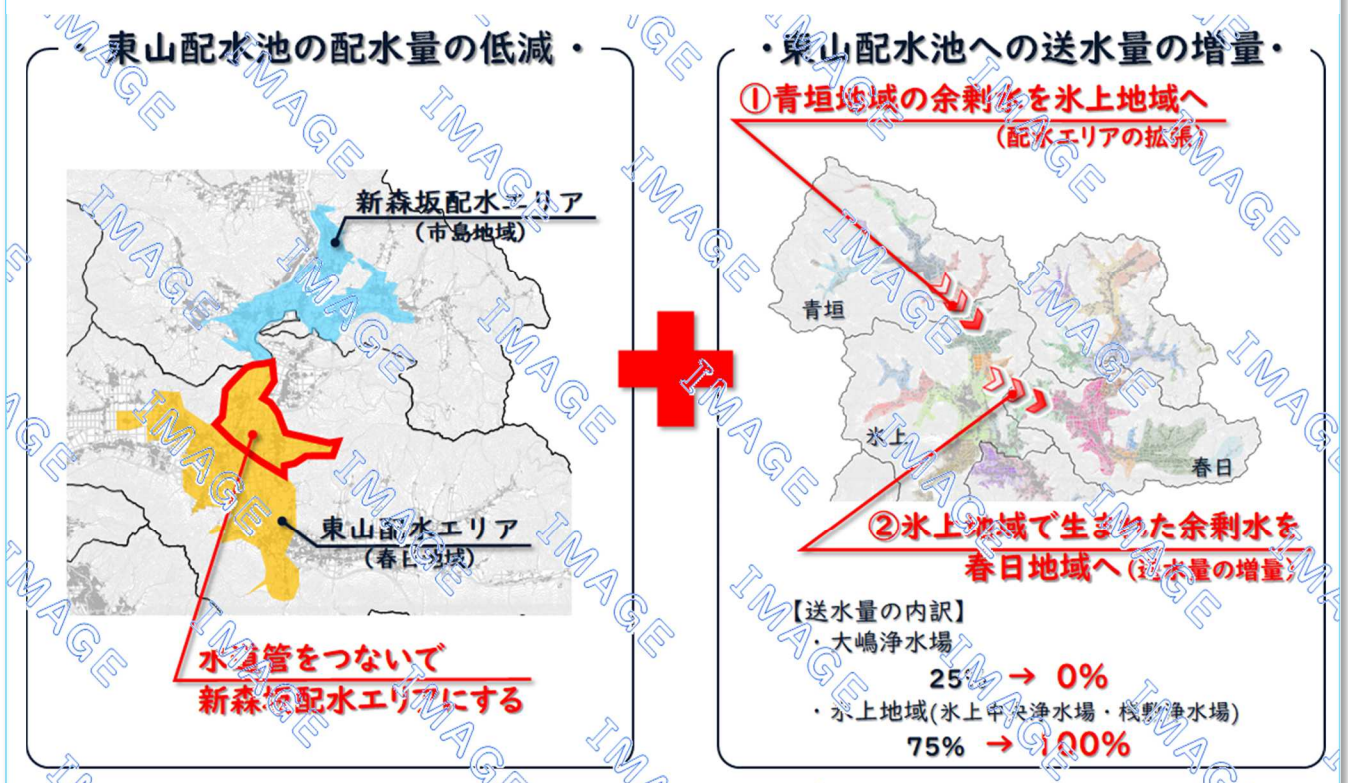 ・東山配水池の配水量の低減・
新森坂配水エリア
(市島地域)
東山配水エリア
(春日地域)
水道管をつないで
新森坂配水エリアにする
・東山配水池への送水量の増量・
①青垣地域の余剰水を氷上地域へ
(配水エリアの拡張)
青垣
氷上
春日
②氷上地域で生まれた余剰水を
春日地域へ(送水量の増量)
【送水量の内訳】
・大嶋浄水場
25% → 0%
・氷上地域(氷上中央浄水場・桟敷浄水場)
75% → 100%
IMAGE